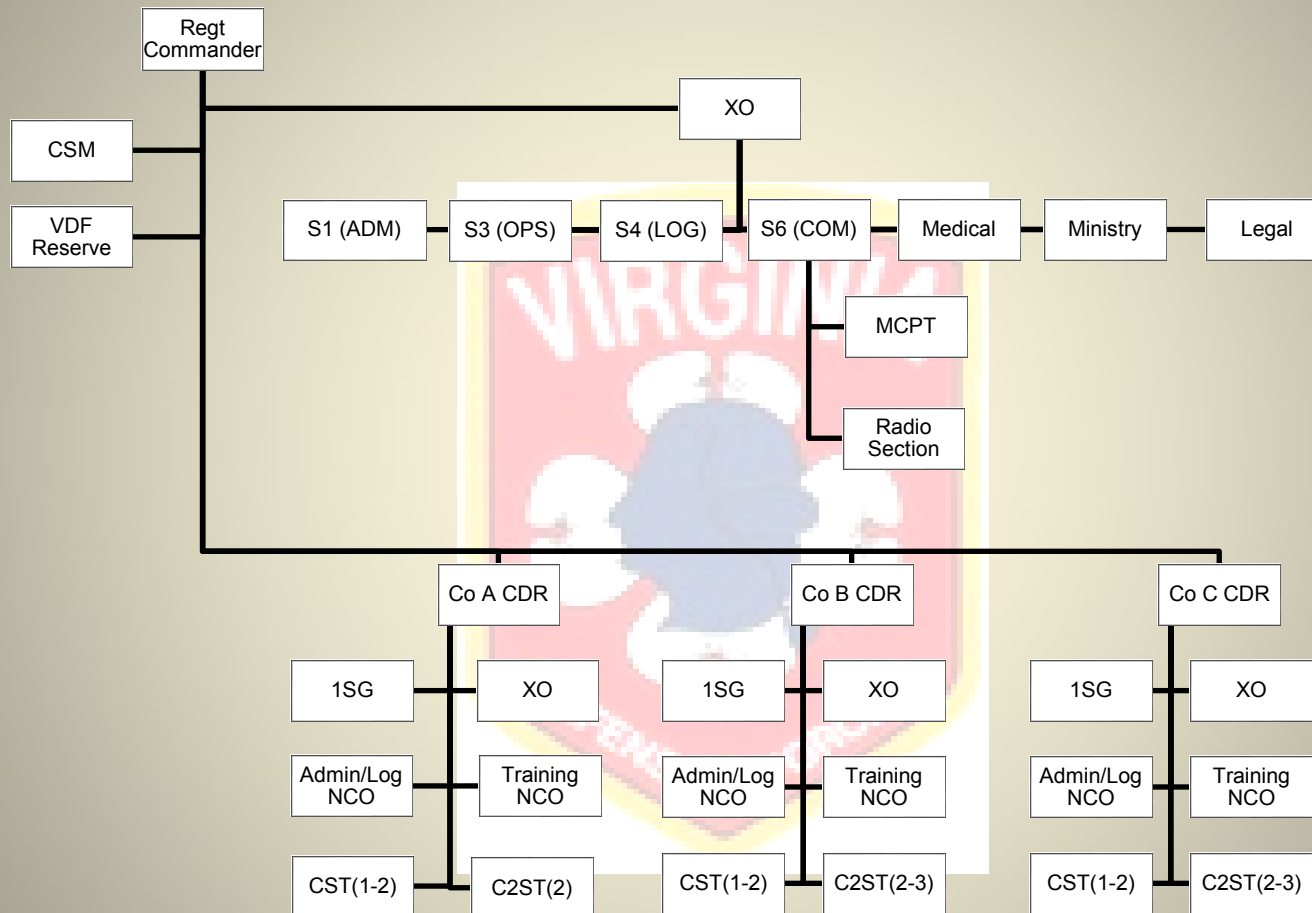 Regt
Commander
XO
CSM
VDF
Reserve
S1 (ADM)
S3 (OPS)
S4 (LOG)
S6 (COM)
Medical
Ministry
Legal
VIRGINIA
MCPT
Radio
Section
Co A CDR
Co B CDR
Co C CDR
1SG
XO
1SG
XO
1SG
XO
Admin/Log
NCO
Training
NCO
Admin/Log
NCO
Training
NCO
Admin/Log
NCO
Training
NCO
CST(1-2)
C2ST(2)
CST(1-2)
C2ST(2-3)
CST(1-2)
C2ST(2-3)